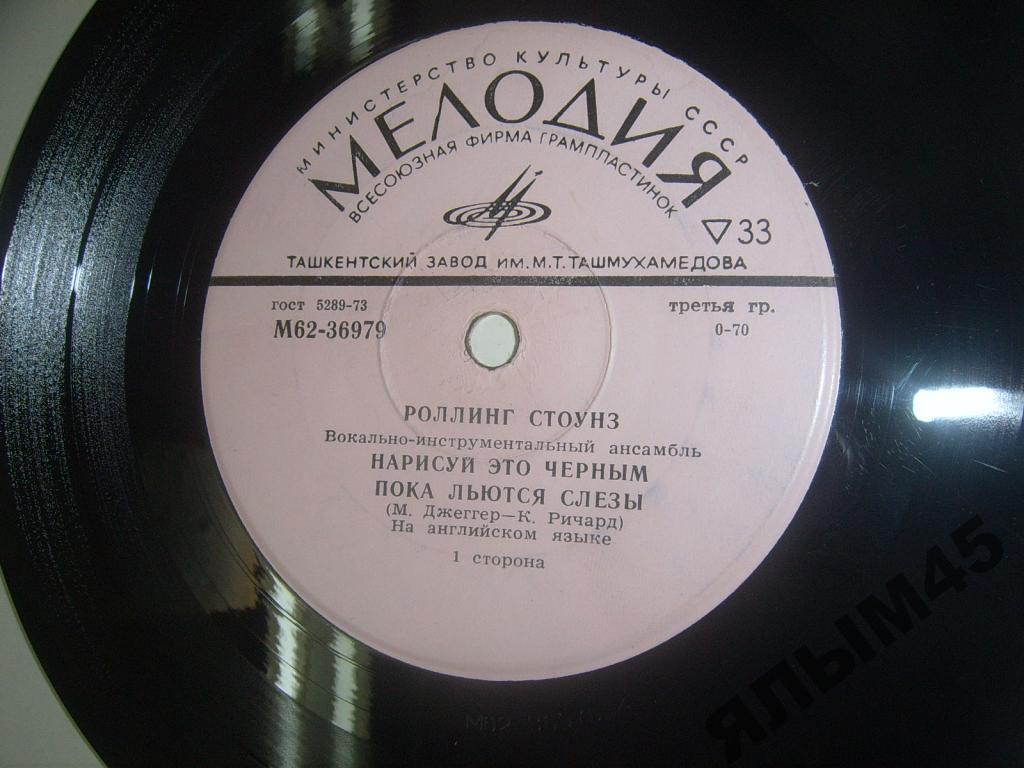 МИНИСТЕРСТВО КУЛЬТУРЫ СССР
МЕЛОДИЯ
ВСЕСОЮЗНАЯ ФИРМА ГРАМПЛАСТИНОК
33
ТАШКЕНТСКИЙ ЗАВОД ИМ. М. Т. ТАШМУХАМЕДОВА
гост 5289-73
третья гр.
М62-36979
0-70
РОЛЛИНГ СТОУНЗ
Вокально-инструментальный ансамбль
НАРИСУЙ ЭТО ЧЕРНЫМ
ПОКА ЛЬЮТСЯ СЛЕЗЫ
(М. Джеггер—К. Ричард)
На английском языке
1 сторона
ЯЛЫМ45